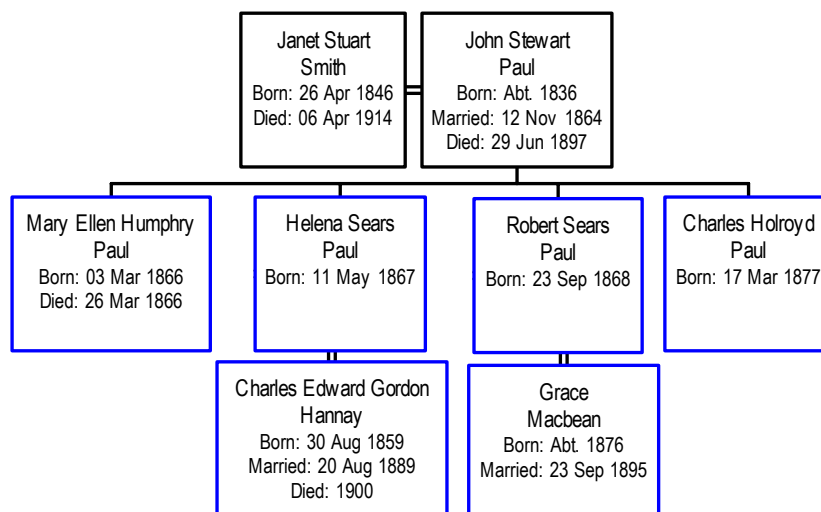 Janet Stuart
Smith
Born: 26 Apr 1846
Died: 06 Apr 1914
John Stewart
Paul
Born: Abt. 1836
Married: 12 Nov 1864
Died: 29 Jun 1897
Mary Ellen Humphry
Paul
Born: 03 Mar 1866
Died: 26 Mar 1866
Helena Sears
Paul
Born: 11 May 1867
Robert Sears
Paul
Born: 23 Sep 1868
Charles Holroyd
Paul
Born: 17 Mar 1877
Charles Edward Gordon
Hannay
Born: 30 Aug 1859
Married: 20 Aug 1889
Died: 1900
Grace
Macbean
Born: Abt. 1876
Married: 23 Sep 1895